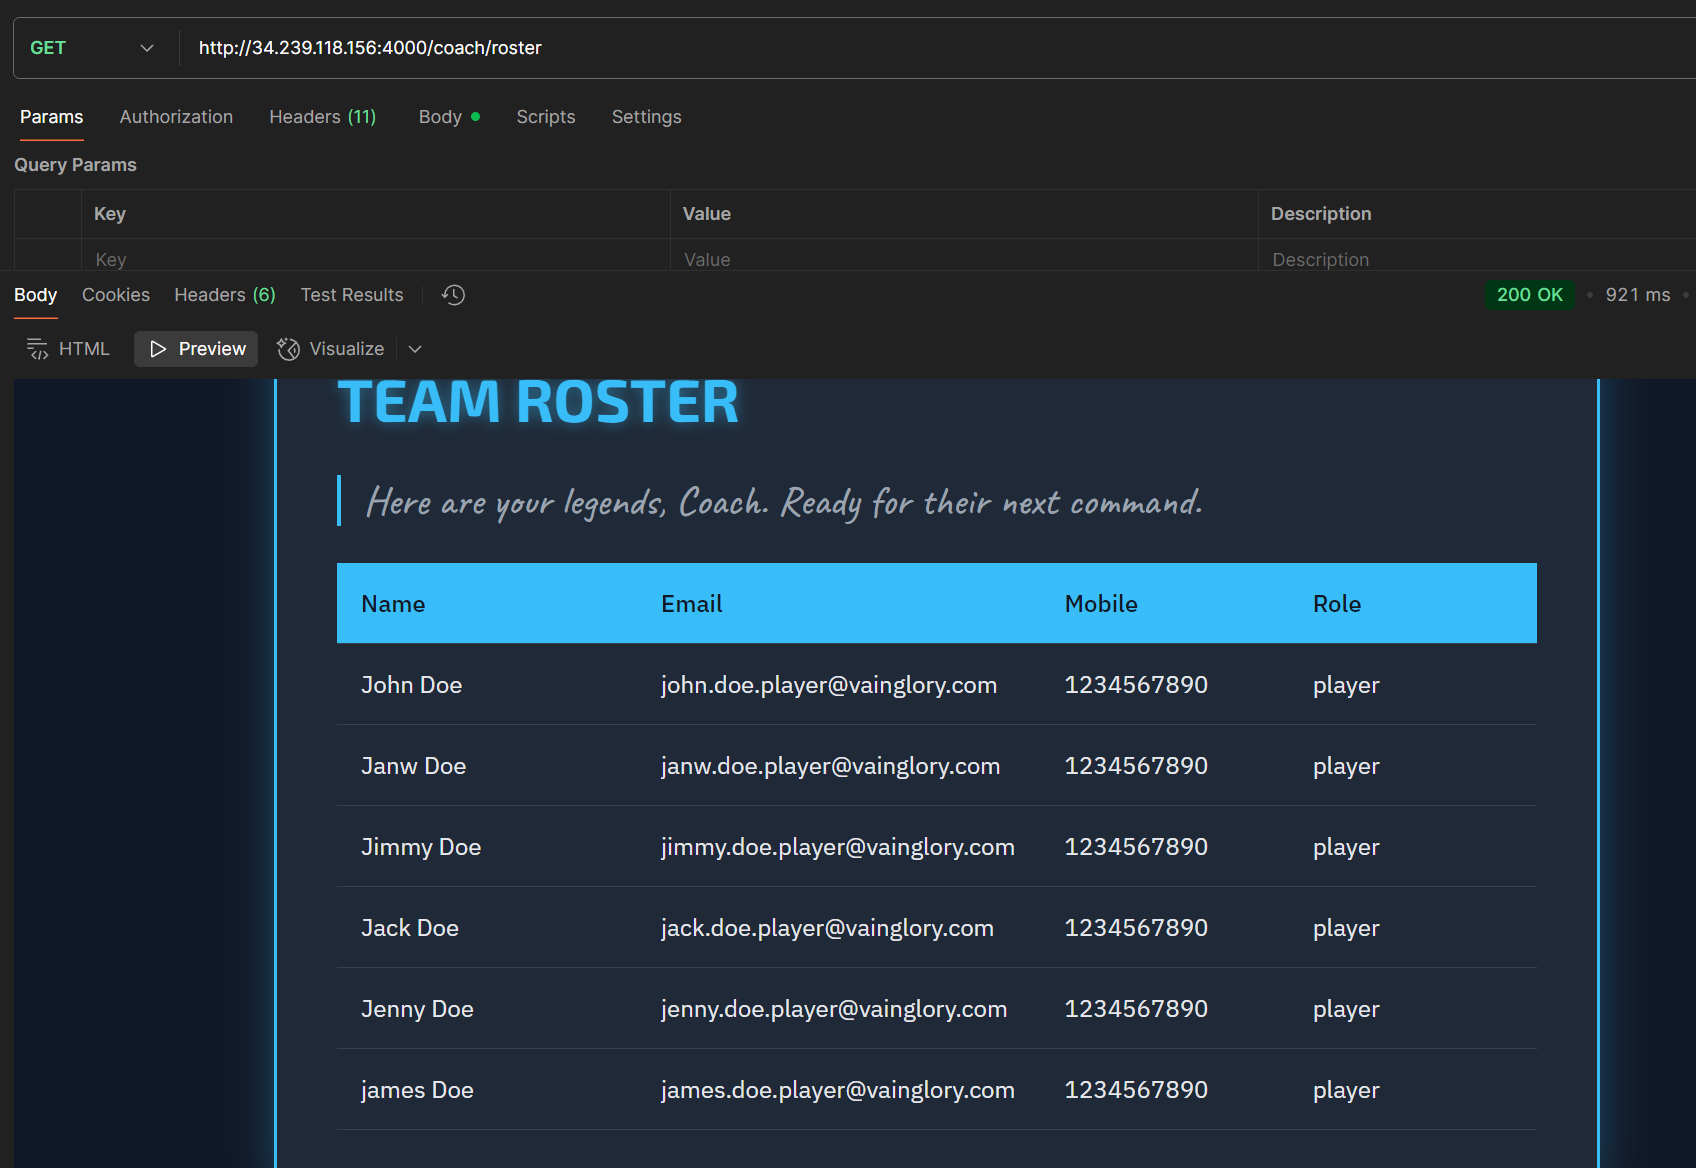 GET http://34.239.118.156:4000/coach/roster
Params Authorization Headers (11) Body Scripts Settings
Query Params
Key Value Description
Key Value Description
Body Cookies Headers (6) Test Results 200 OK • 921 ms •
HTML Preview Visualize
TEAM ROSTER
Here are your legends, Coach. Ready for their next command.
Name Email Mobile Role
John Doe john.doe.player@vainglory.com 1234567890 player
Janw Doe janw.doe.player@vainglory.com 1234567890 player
Jimmy Doe jimmy.doe.player@vainglory.com 1234567890 player
Jack Doe jack.doe.player@vainglory.com 1234567890 player
Jenny Doe jenny.doe.player@vainglory.com 1234567890 player
james Doe james.doe.player@vainglory.com 1234567890 player